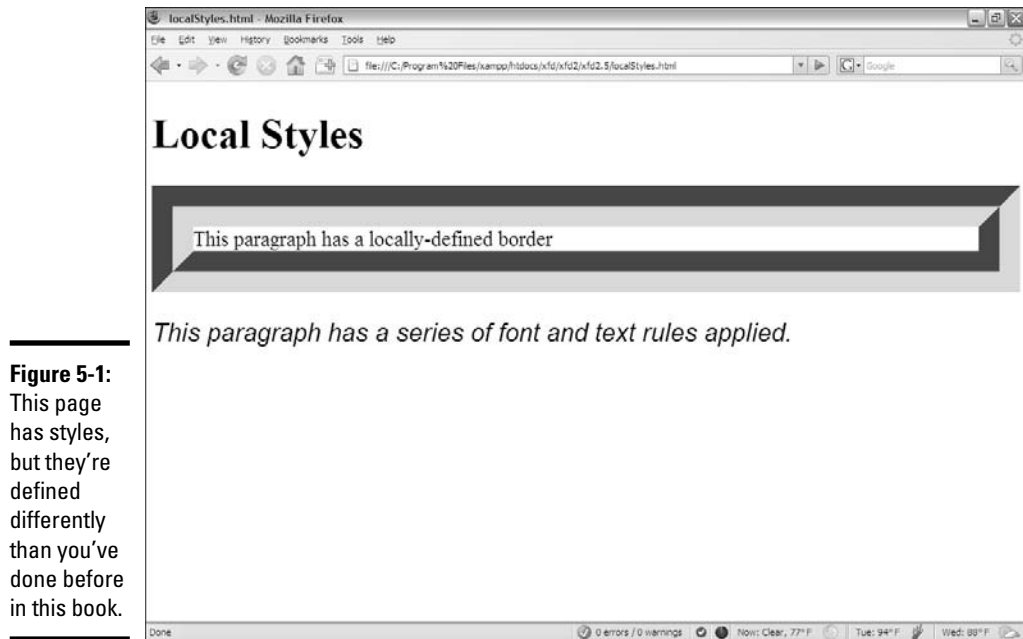 localStyles.html - Mozilla Firefox
File Edit View History Bookmarks Tools Help
file:///C:/Program%20Files/xampp/htdocs/xfd/xfd2/xfd2.5/localStyles.html
G Google
Local Styles
This paragraph has a locally-defined border
This paragraph has a series of font and text rules applied.
Figure 5-1:
This page
has styles,
but they're
defined
differently
than you've
done before
in this book.
Done 0 errors / 0 warnings Now: Clear, 77° F Tue: 94° F Wed: 88° F